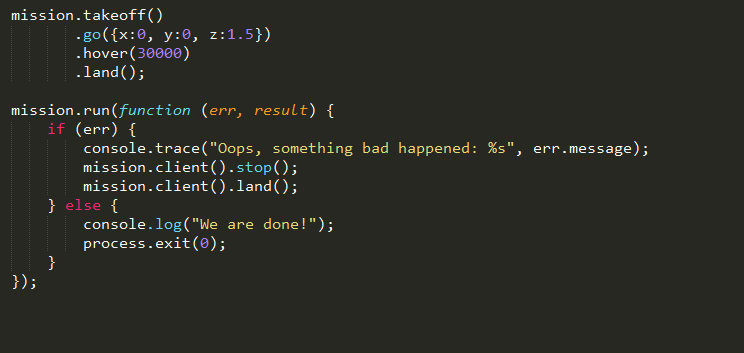 mission.takeoff()
       .go({x:0, y:0, z:1.5})
       .hover(30000)
       .land();

mission.run(function (err, result) {
    if (err) {
        console.trace("Oops, something bad happened: %s", err.message);
        mission.client().stop();
        mission.client().land();
    } else {
        console.log("We are done!");
        process.exit(0);
    }
});